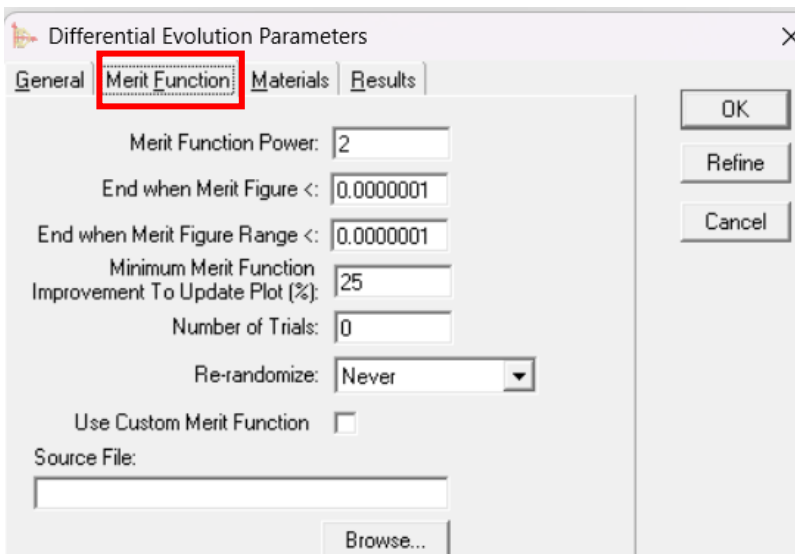 Differential Evolution Parameters
General Merit Function Materials Results
OK
Merit Function Power: 2
Refine
End when Merit Figure <: 0.0000001
Cancel
End when Merit Figure Range <: 0.0000001
Minimum Merit Function
Improvement To Update Plot (%): 25
Number of Trials: 0
Re-randomize: Never
Use Custom Merit Function
Source File:
Browse...